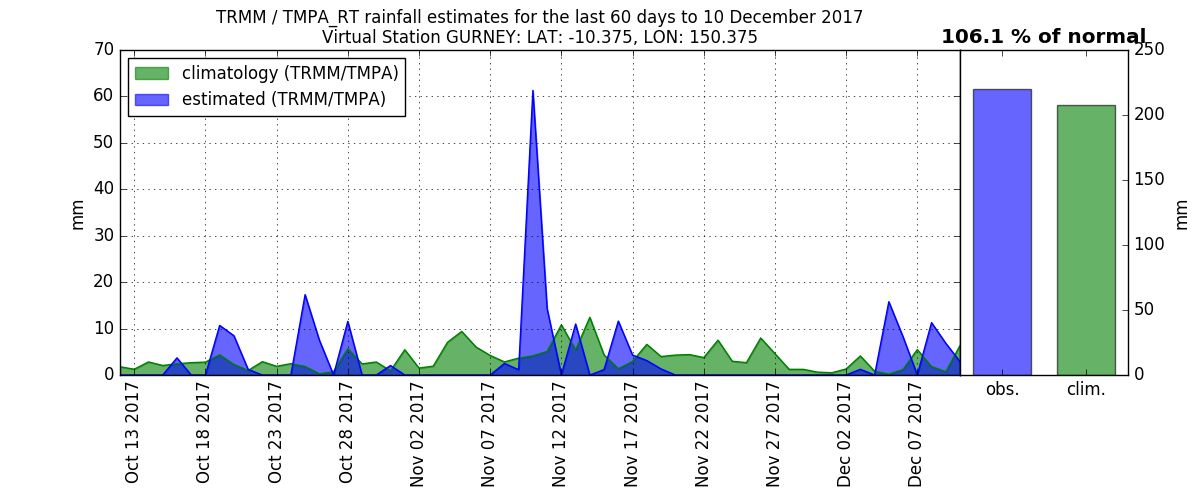 TRMM / TMPA_RT rainfall estimates for the last 60 days to 10 December 2017
Virtual Station GURNEY: LAT: -10.375, LON: 150.375
106.1 % of normal
climatology (TRMM/TMPA)
estimated (TRMM/TMPA)
70
60
50
40
30
20
10
0
mm
250
200
150
100
50
0
mm
obs.
clim.
Oct 13 2017
Oct 18 2017
Oct 23 2017
Oct 28 2017
Nov 02 2017
Nov 07 2017
Nov 12 2017
Nov 17 2017
Nov 22 2017
Nov 27 2017
Dec 02 2017
Dec 07 2017